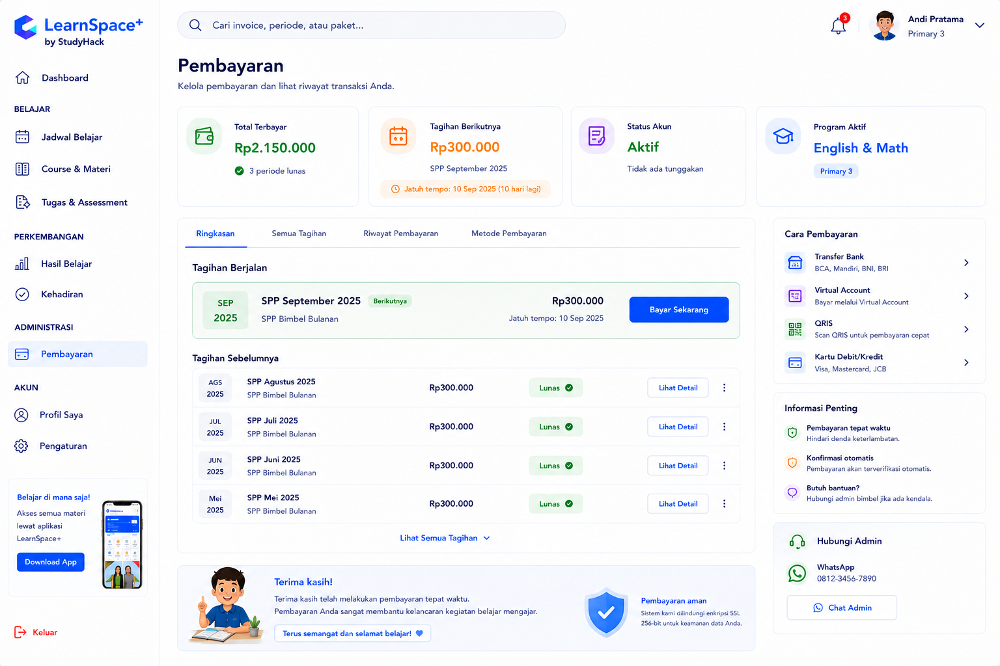 LearnSpace+
by StudyHack
Dashboard
BELAJAR
Jadwal Belajar
Course & Materi
Tugas & Assessment
PERKEMBANGAN
Hasil Belajar
Kehadiran
ADMINISTRASI
Pembayaran
AKUN
Profil Saya
Pengaturan
Belajar di mana saja!
Akses semua materi
lewat aplikasi
LearnSpace+
Download App
Keluar
Cari invoice, periode, atau paket...
3
Andi Pratama
Primary 3
Pembayaran
Kelola pembayaran dan lihat riwayat transaksi Anda.
Total Terbayar
Rp2.150.000
3 periode lunas
Tagihan Berikutnya
Rp300.000
SPP September 2025
Jatuh tempo: 10 Sep 2025 (10 hari lagi)
Status Akun
Aktif
Tidak ada tunggakan
Program Aktif
English & Math
Primary 3
Ringkasan
Semua Tagihan
Riwayat Pembayaran
Metode Pembayaran
Tagihan Berjalan
SEP
2025
SPP September 2025
Berikutnya
SPP Bimbel Bulanan
Rp300.000
Jatuh tempo: 10 Sep 2025
Bayar Sekarang
Tagihan Sebelumnya
AGS
2025
SPP Agustus 2025
SPP Bimbel Bulanan
Rp300.000
Lunas
Lihat Detail
JUL
2025
SPP Juli 2025
SPP Bimbel Bulanan
Rp300.000
Lunas
Lihat Detail
JUN
2025
SPP Juni 2025
SPP Bimbel Bulanan
Rp300.000
Lunas
Lihat Detail
Mei
2025
SPP Mei 2025
SPP Bimbel Bulanan
Rp300.000
Lunas
Lihat Detail
Lihat Semua Tagihan
Terima kasih!
Terima kasih telah melakukan pembayaran tepat waktu.
Pembayaran Anda sangat membantu kelancaran kegiatan belajar mengajar.
Terus semangat dan selamat belajar!
Pembayaran aman
Sistem kami dilindungi enkripsi SSL
256-bit untuk keamanan data Anda.
Cara Pembayaran
Transfer Bank
BCA, Mandiri, BNI, BRI
Virtual Account
Bayar melalui Virtual Account
QRIS
Scan QRIS untuk pembayaran cepat
Kartu Debit/Kredit
Visa, Mastercard, JCB
Informasi Penting
Pembayaran tepat waktu
Hindari denda keterlambatan.
Konfirmasi otomatis
Pembayaran akan terverifikasi otomatis.
Butuh bantuan?
Hubungi admin bimbel jika ada kendala.
Hubungi Admin
WhatsApp
0812-3456-7890
Chat Admin